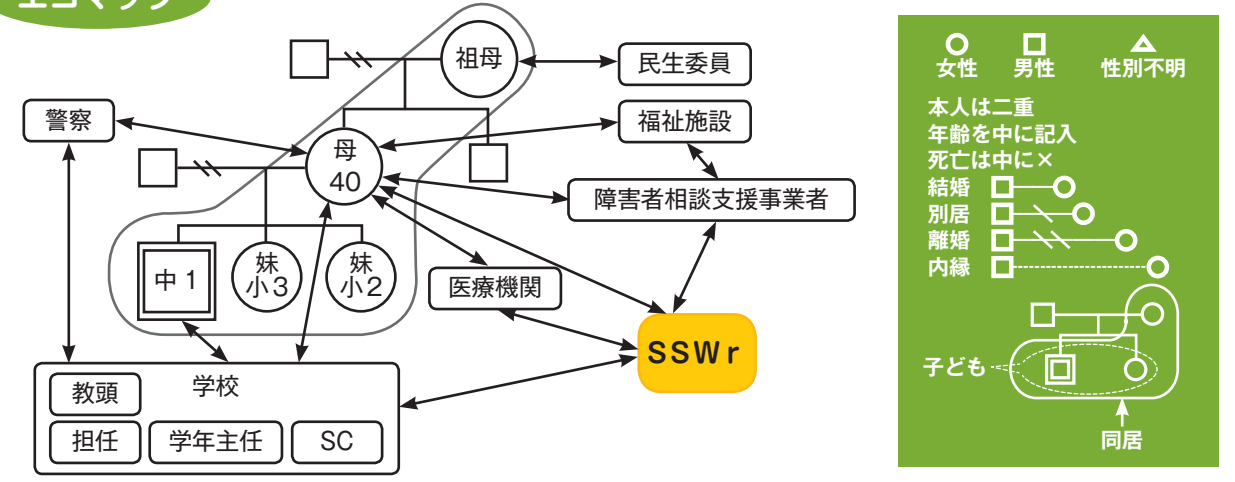 エコマップ
祖母
民生委員
警察
福祉施設
母
40
障害者相談支援事業者
中1
妹
小3
妹
小2
医療機関
SSWr
学校
教頭
担任
学年主任
SC
女性
男性
性別不明
本人は二重
年齢を中に記入
死亡は中に×
結婚
別居
離婚
内縁
子ども
同居